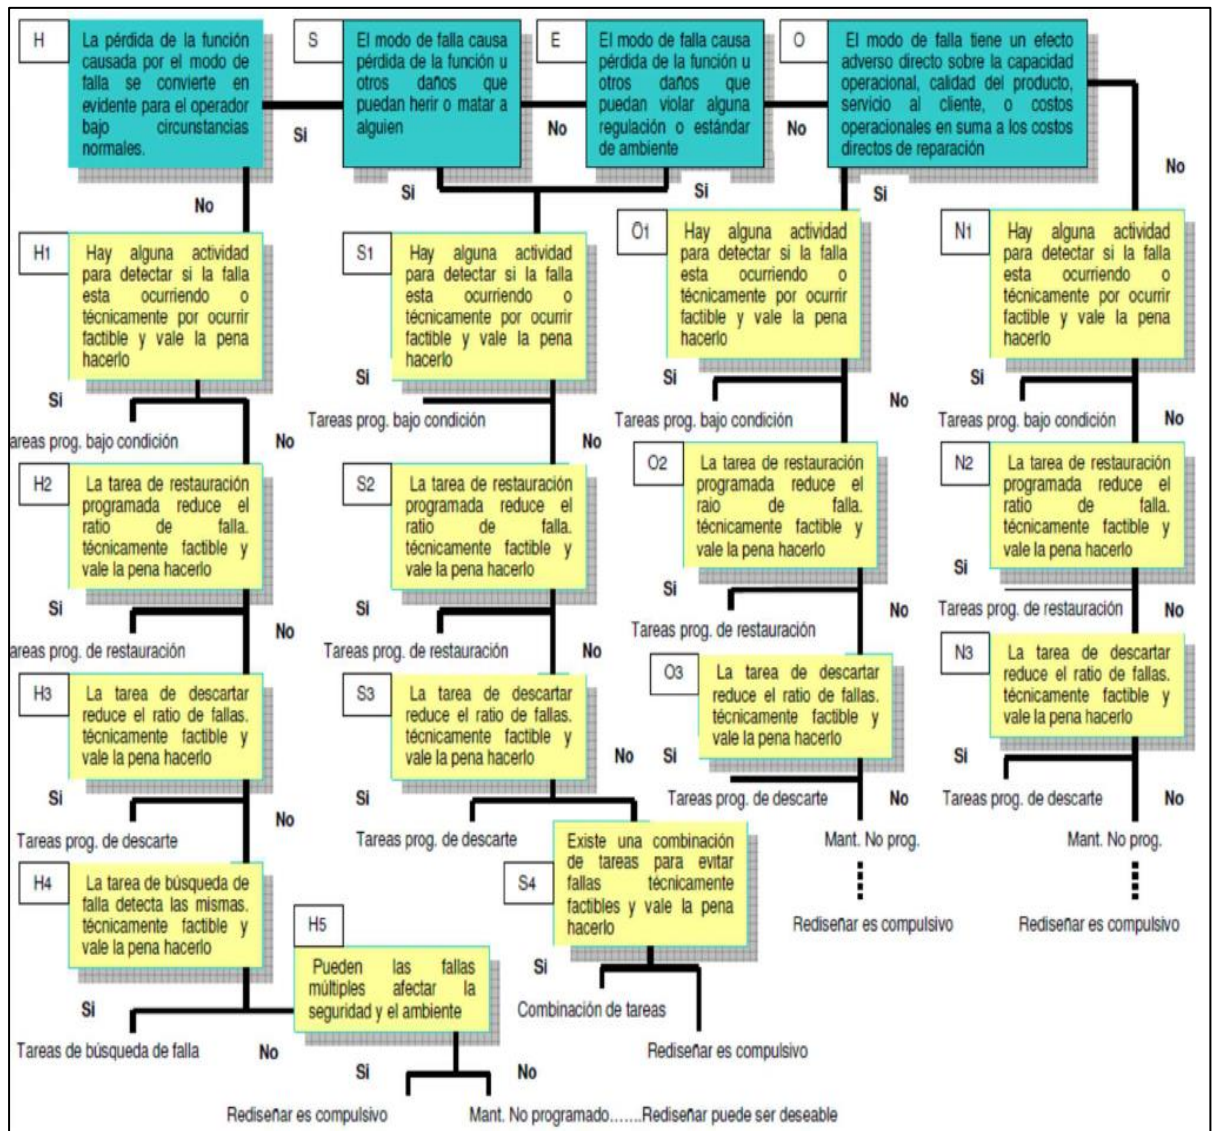 H
La pérdida de la función
causada por el modo de
falla se convierte en
evidente para el operador
bajo circunstancias
normales.
S
El modo de falla causa
pérdida de la función u
otros daños que
puedan herir o matar a
alguien
E
El modo de falla causa
pérdida de la función u
otros daños que
puedan violar alguna
regulación o estándar
de ambiente
O
El modo de falla tiene un efecto
adverso directo sobre la capacidad
operacional, calidad del producto,
servicio al cliente, o costos
operacionales en suma a los costos
directos de reparación
Si
No
No
No
No
Si
Si
Si
H1
Hay alguna actividad
para detectar si la falla
esta ocurriendo o
técnicamente por ocurrir
factible y vale la pena
hacerlo
S1
Hay alguna actividad
para detectar si la falla
esta ocurriendo o
técnicamente por ocurrir
factible y vale la pena
hacerlo
O1
Hay alguna actividad
para detectar si la falla
esta ocurriendo o
técnicamente por ocurrir
factible y vale la pena
hacerlo
N1
Hay alguna actividad
para detectar si la falla
esta ocurriendo o
técnicamente por ocurrir
factible y vale la pena
hacerlo
Si
No
Si
No
Si
No
Si
No
areas prog. bajo condición
Tareas prog. bajo condición
Tareas prog. bajo condición
Tareas prog. bajo condición
H2
La tarea de restauración
programada reduce el
ratio de falla.
técnicamente factible y
vale la pena hacerlo
S2
La tarea de restauración
programada reduce el
ratio de falla.
técnicamente factible y
vale la pena hacerlo
O2
La tarea de restauración
programada reduce el
raio de falla.
técnicamente factible y
vale la pena hacerlo
N2
La tarea de restauración
programada reduce el
ratio de falla.
técnicamente factible y
vale la pena hacerlo
Si
No
Si
No
Si
No
Si
No
areas prog. de restauración
Tareas prog. de restauración
Tareas prog. de restauración
Tareas prog. de restauración
H3
La tarea de descartar
reduce el ratio de fallas.
técnicamente factible y
vale la pena hacerlo
S3
La tarea de descartar
reduce el ratio de fallas.
técnicamente factible y
vale la pena hacerlo
O3
La tarea de descartar
reduce el ratio de fallas.
técnicamente factible y
vale la pena hacerlo
N3
La tarea de descartar
reduce el ratio de fallas.
técnicamente factible y
vale la pena hacerlo
Si
No
Si
No
Si
No
Si
No
Tareas prog. de descarte
Tareas prog. de descarte
Tareas prog. de descarte
Tareas prog. de descarte
Mant. No prog.
Mant. No prog.
Rediseñar es compulsivo
Rediseñar es compulsivo
H4
La tarea de búsqueda de
falla detecta las mismas.
técnicamente factible y
vale la pena hacerlo
S4
Existe una combinación
de tareas para evitar
fallas técnicamente
factibles y vale la pena
hacerlo
H5
Pueden las fallas
múltiples afectar la
seguridad y el ambiente
Si
Combinación de tareas
Rediseñar es compulsivo
Si
No
Tareas de búsqueda de falla
Si
No
Rediseñar es compulsivo
Mant. No programado.......Rediseñar puede ser deseable